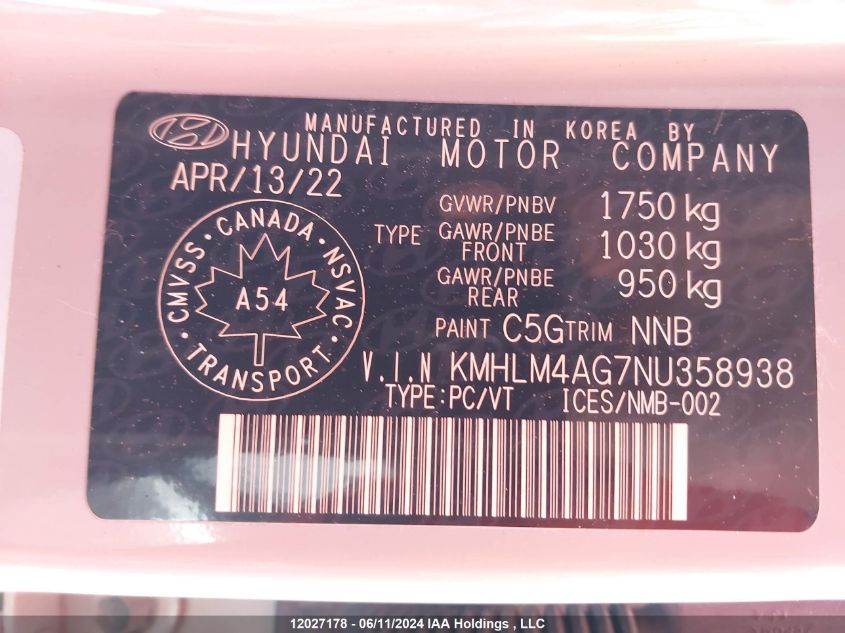 MANUFACTURED IN KOREA BY
HYUNDAI MOTOR COMPANY
APR/13/22
GVWR/PNBV 1750 kg
TYPE GAWR/PNBE FRONT 1030 kg
GAWR/PNBE REAR 950 kg
CMVSS · CANADA · NSVAC · TRANSPORT ·
A54
PAINT C5G TRIM NNB
V.I.N KMHLM4AG7NU358938
TYPE:PC/VT ICES/NMB-002
12027178 - 06/11/2024 IAA Holdings , LLC